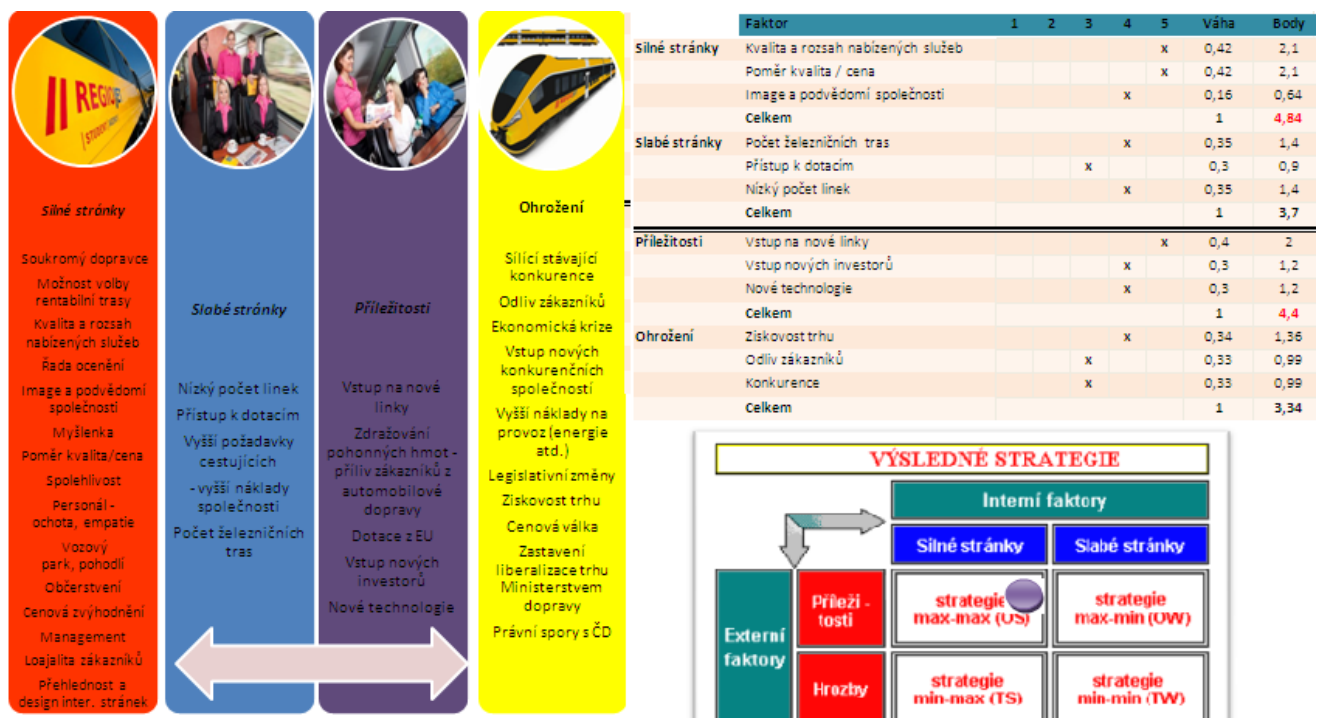 REGIOJE
STUDENT AGENCY
Silné stránky
Soukromý dopravce
Možnost volby
rentabilní trasy
Kvalita a rozsah
nabízených služeb
Řada ocenění
Image a podvědomí
společnosti
Myšlenka
Poměr kvalita/cena
Spolehlivost
Personál -
ochota, empatie
Vozový
park, pohodlí
Občerstvení
Cenová zvýhodnění
Management
Loajalita zákazníků
Přehlednost a
design inter. stránek
Slabé stránky
Nízký počet linek
Přístup k dotacím
Vyšší požadavky
cestujících
- vyšší náklady
společnosti
Počet železničních
tras
Příležitosti
Vstup na nové
linky
Zdražování
pohonných hmot -
příliv zákazníků z
automobilové
dopravy
Dotace z EU
Vstup nových
investorů
Nové technologie
Ohrožení
Sílící stávající
konkurence
Odliv zákazníků
Ekonomická krize
Vstup nových
konkurenčních
společností
Vyšší náklady na
provoz (energie
atd.)
Legislativní změny
Ziskovost trhu
Cenová válka
Zastavení
liberalizace trhu
Ministerstvem
dopravy
Právní spory s ČD
Faktor 1 2 3 4 5 Váha Body
Silné stránky Kvalita a rozsah nabízených služeb x 0,42 2,1
Poměr kvalita / cena x 0,42 2,1
Image a podvědomí společnosti x 0,16 0,64
Celkem 1 4,84
Slabé stránky Počet železničních tras x 0,35 1,4
Přístup k dotacím x 0,3 0,9
Nízký počet linek x 0,35 1,4
Celkem 1 3,7
Příležitosti Vstup na nové linky x 0,4 2
Vstup nových investorů x 0,3 1,2
Nové technologie x 0,3 1,2
Celkem 1 4,4
Ohrožení Ziskovost trhu x 0,34 1,36
Odliv zákazníků x 0,33 0,99
Konkurence x 0,33 0,99
Celkem 1 3,34
VÝSLEDNÉ STRATEGIE
Interní faktory
Silné stránky Slabé stránky
Externí
faktory
Příleži -
tosti
strategie
max-max (OS)
strategie
max-min (OW)
Hrozby
strategie
min-max (TS)
strategie
min-min (TW)